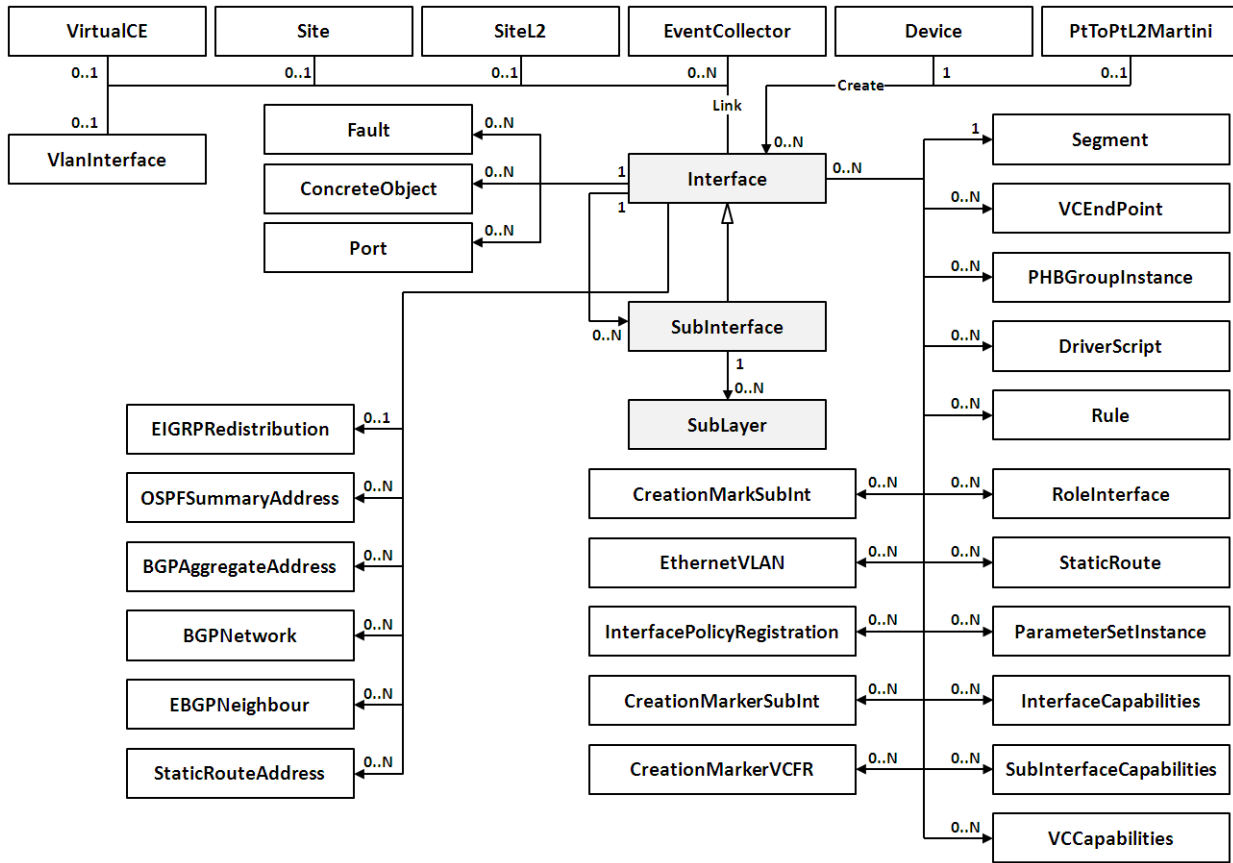 VirtualCE
Site
SiteL2
EventCollector
Device
PtToPtL2Martini
0..1
0..1
0..1
0..N
1
0..1
Create
Link
0..1
VlanInterface
Fault
0..N
0..N
1
Segment
ConcreteObject
0..N
1
1
Interface
0..N
0..N
VCEndPoint
Port
0..N
0..N
PHBGroupInstance
0..N
SubInterface
0..N
DriverScript
1
0..N
SubLayer
0..N
Rule
EIGRPRedistribution
0..1
OSPFSummaryAddress
0..N
CreationMarkSubInt
0..N
0..N
RoleInterface
BGPAggregateAddress
0..N
EthernetVLAN
0..N
0..N
StaticRoute
BGPNetwork
0..N
InterfacePolicyRegistration
0..N
0..N
ParameterSetInstance
EBGPNeighbour
0..N
CreationMarkerSubInt
0..N
0..N
InterfaceCapabilities
StaticRouteAddress
0..N
CreationMarkerVCFR
0..N
0..N
SubInterfaceCapabilities
0..N
VCCapabilities